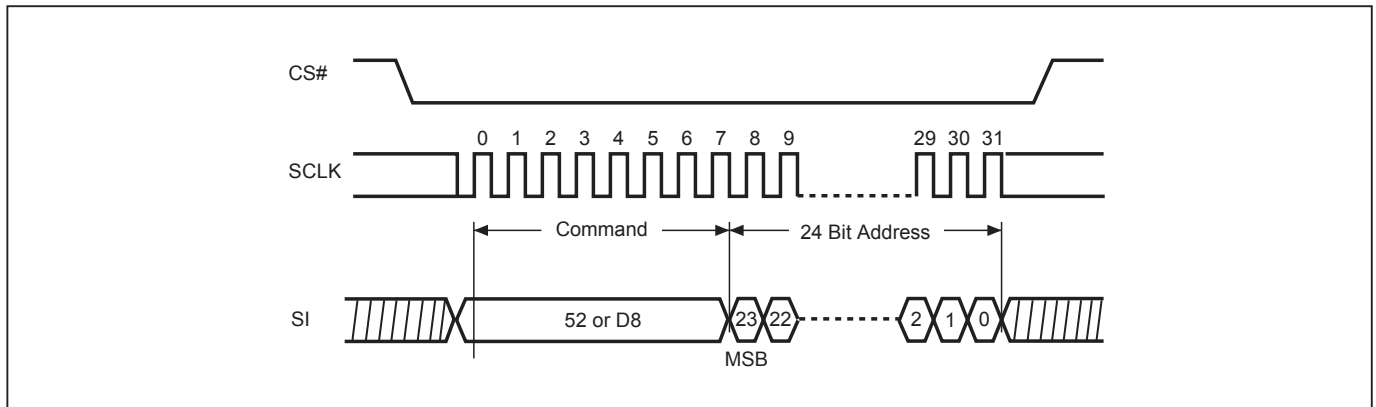 CS#
0 1 2 3 4 5 6 7 8 9 29 30 31
SCLK
Command 24 Bit Address
SI 52 or D8 23 22 2 1 0
MSB